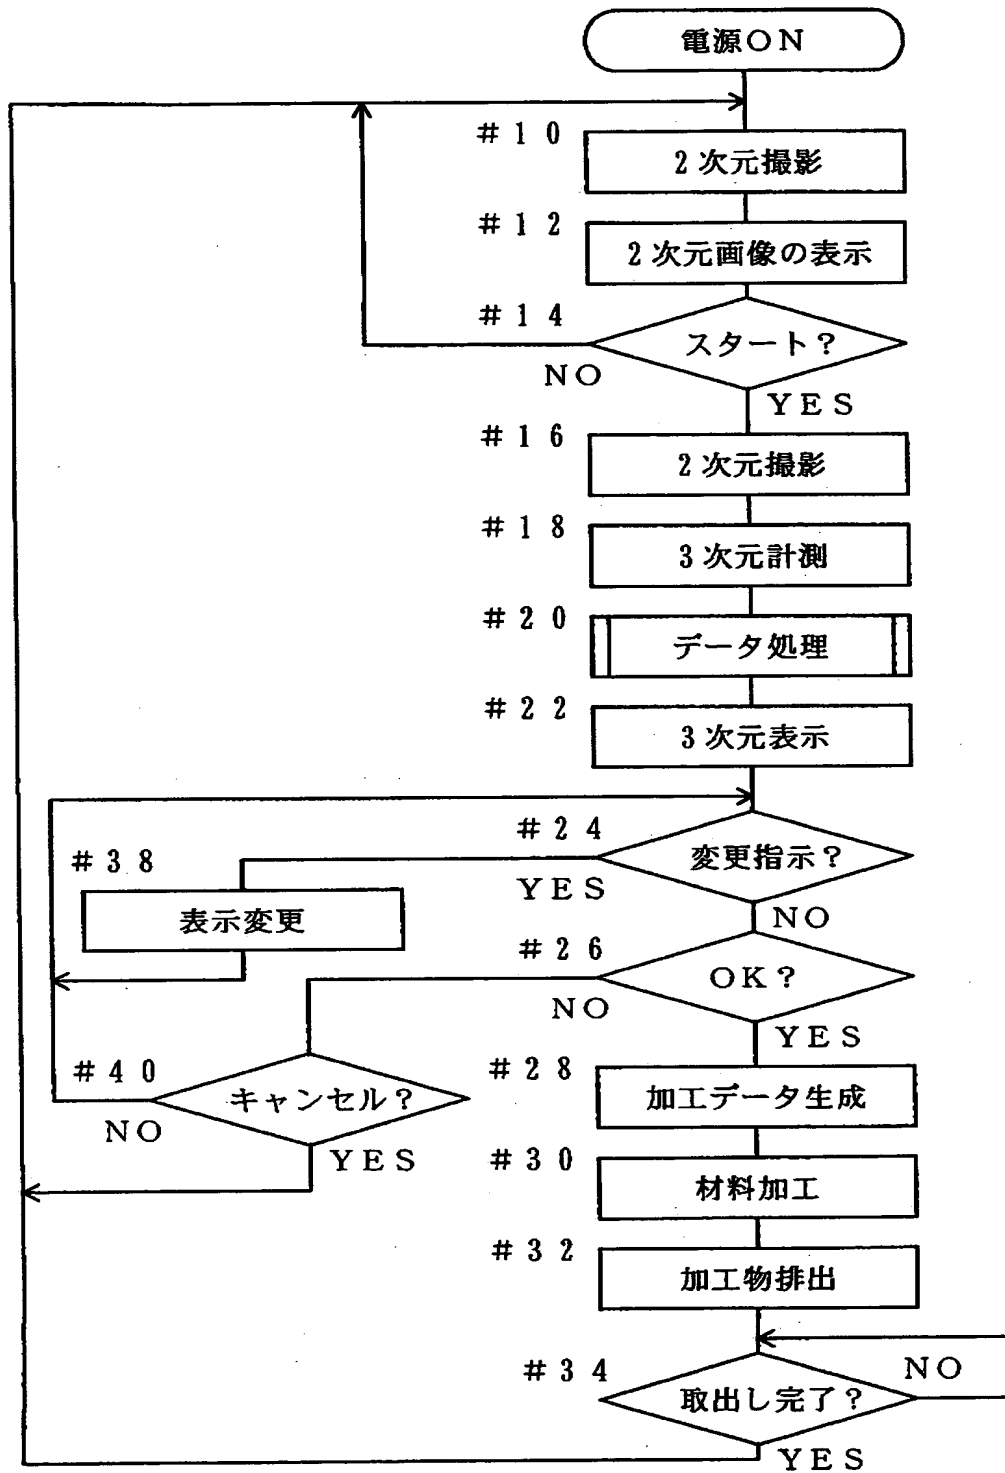 電源ON
#10
2次元撮影
#12
2次元画像の表示
#14
スタート?
NO
YES
#16
2次元撮影
#18
3次元計測
#20
データ処理
#22
3次元表示
#24
変更指示?
YES
NO
#38
表示変更
#26
OK?
NO
YES
#40
キャンセル?
NO
YES
#28
加工データ生成
#30
材料加工
#32
加工物排出
#34
取出し完了?
NO
YES